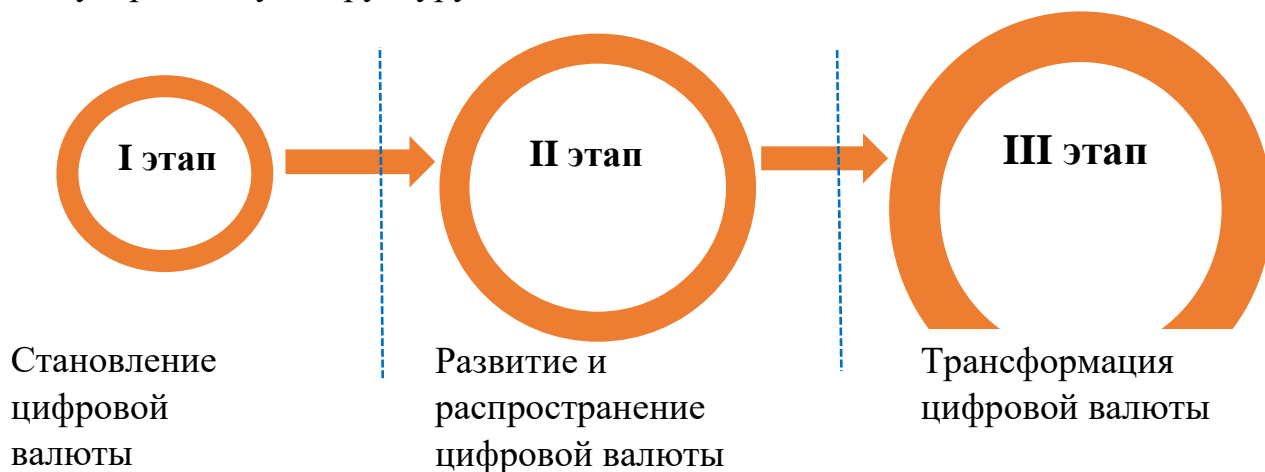 I этап
II этап
III этап
Становление
цифровой
валюты
Развитие и
распространение
цифровой валюты
Трансформация
цифровой валюты